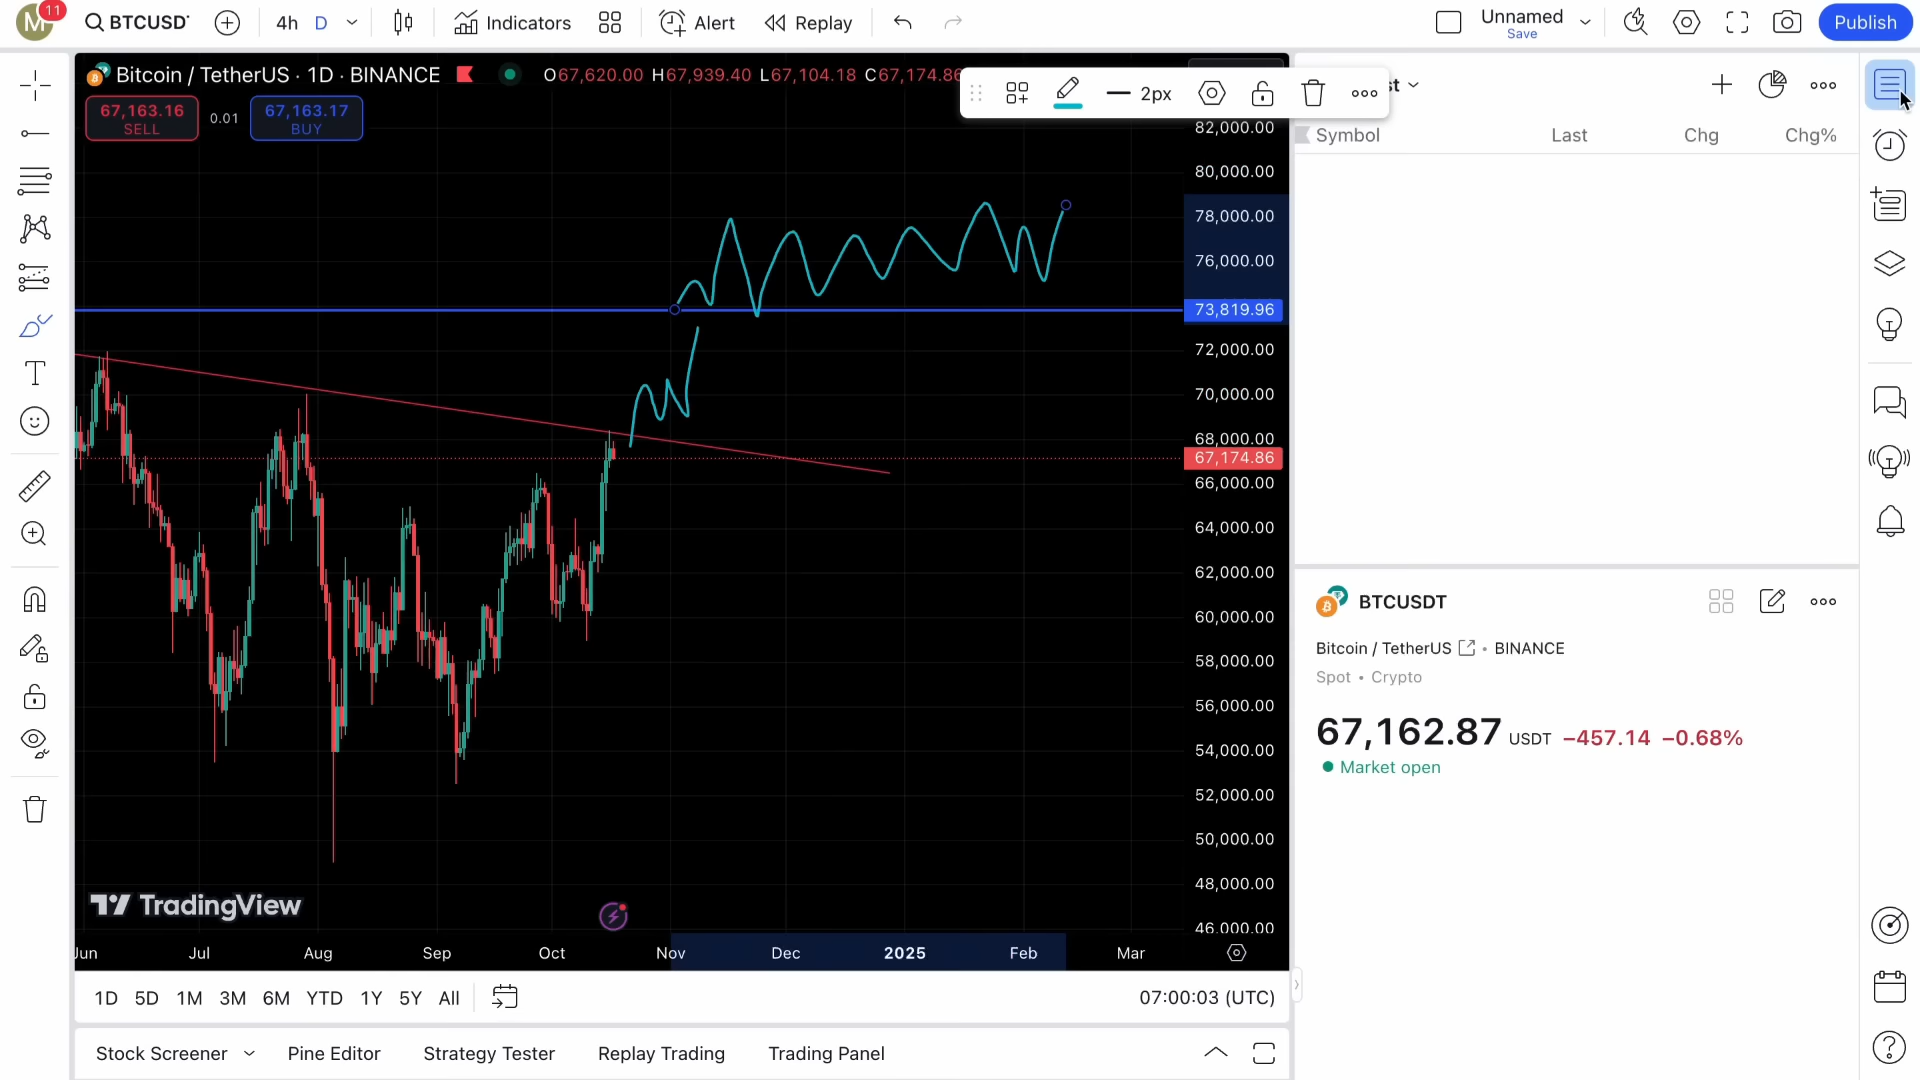 M
11
BTCUSD
4h D
Indicators
Alert
Replay
Unnamed
Save
Publish
Bitcoin / TetherUS · 1D · BINANCE
O67,620.00 H67,939.40 L67,104.18 C67,174.86
67,163.16
SELL
0.01
67,163.17
BUY
2px
st
Symbol Last Chg Chg%
82,000.00
80,000.00
78,000.00
76,000.00
73,819.96
72,000.00
70,000.00
68,000.00
67,174.86
66,000.00
64,000.00
62,000.00
60,000.00
58,000.00
56,000.00
54,000.00
52,000.00
50,000.00
48,000.00
46,000.00
BTCUSDT
Bitcoin / TetherUS • BINANCE
Spot • Crypto
67,162.87 USDT −457.14 −0.68%
Market open
TradingView
Jun Jul Aug Sep Oct Nov Dec 2025 Feb Mar
1D 5D 1M 3M 6M YTD 1Y 5Y All
07:00:03 (UTC)
Stock Screener Pine Editor Strategy Tester Replay Trading Trading Panel